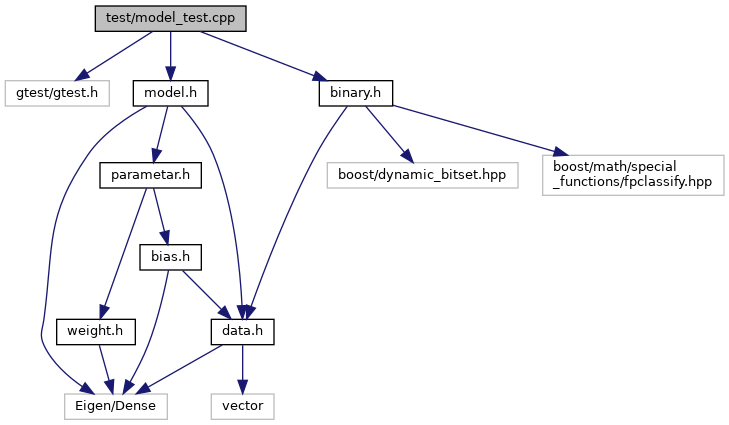 test/model_test.cpp
gtest/gtest.h
model.h
binary.h
parametar.h
boost/dynamic_bitset.hpp
boost/math/special
_functions/fpclassify.hpp
bias.h
weight.h
data.h
Eigen/Dense
vector